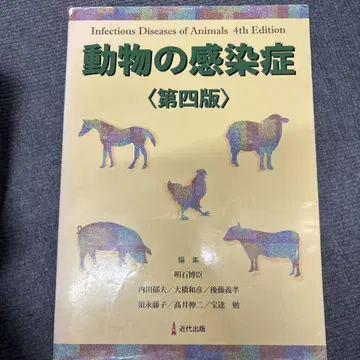 Infectious Diseases of Animals 4th Edition
動物の感染症
〈第四版〉
編集
明石博臣
内田郁夫／大橋和彦／後藤義孝
須永藤子／髙井伸二／宝達 勉
近代出版